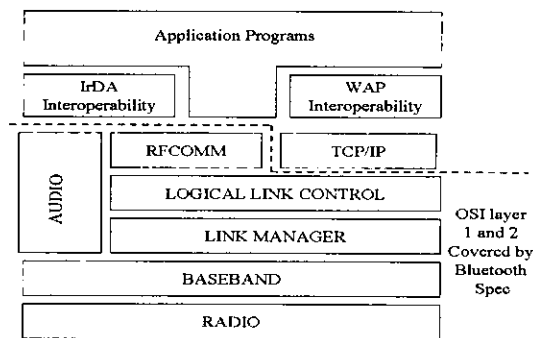 Application Programs
IrDA
Interoperability
WAP
Interoperability
AUDIO
RFCOMM
TCP/IP
LOGICAL LINK CONTROL
LINK MANAGER
BASEBAND
RADIO
OSI layer
1 and 2
Covered by
Bluetooth
Spec